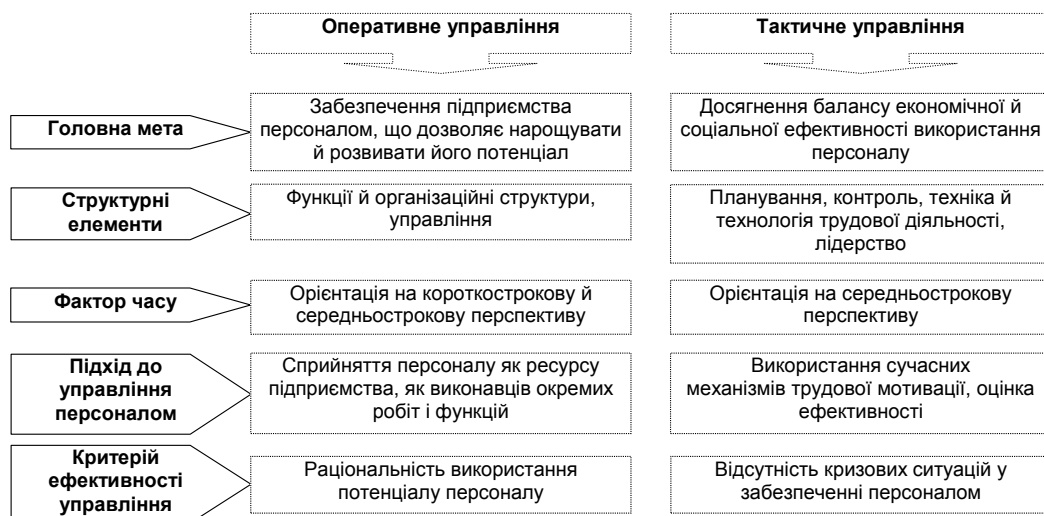 Оперативне управління
Тактичне управління
Головна мета
Забезпечення підприємства
персоналом, що дозволяє нарощувати
й розвивати його потенціал
Досягнення балансу економічної й
соціальної ефективності використання
персоналу
Структурні
елементи
Функції й організаційні структури,
управління
Планування, контроль, техніка й
технологія трудової діяльності,
лідерство
Фактор часу
Орієнтація на короткострокову й
середньострокову перспективу
Орієнтація на середньострокову
перспективу
Підхід до
управління
персоналом
Сприйняття персоналу як ресурсу
підприємства, як виконавців окремих
робіт і функцій
Використання сучасних
механізмів трудової мотивації, оцінка
ефективності
Критерій
ефективності
управління
Раціональність використання
потенціалу персоналу
Відсутність кризових ситуацій у
забезпеченні персоналом